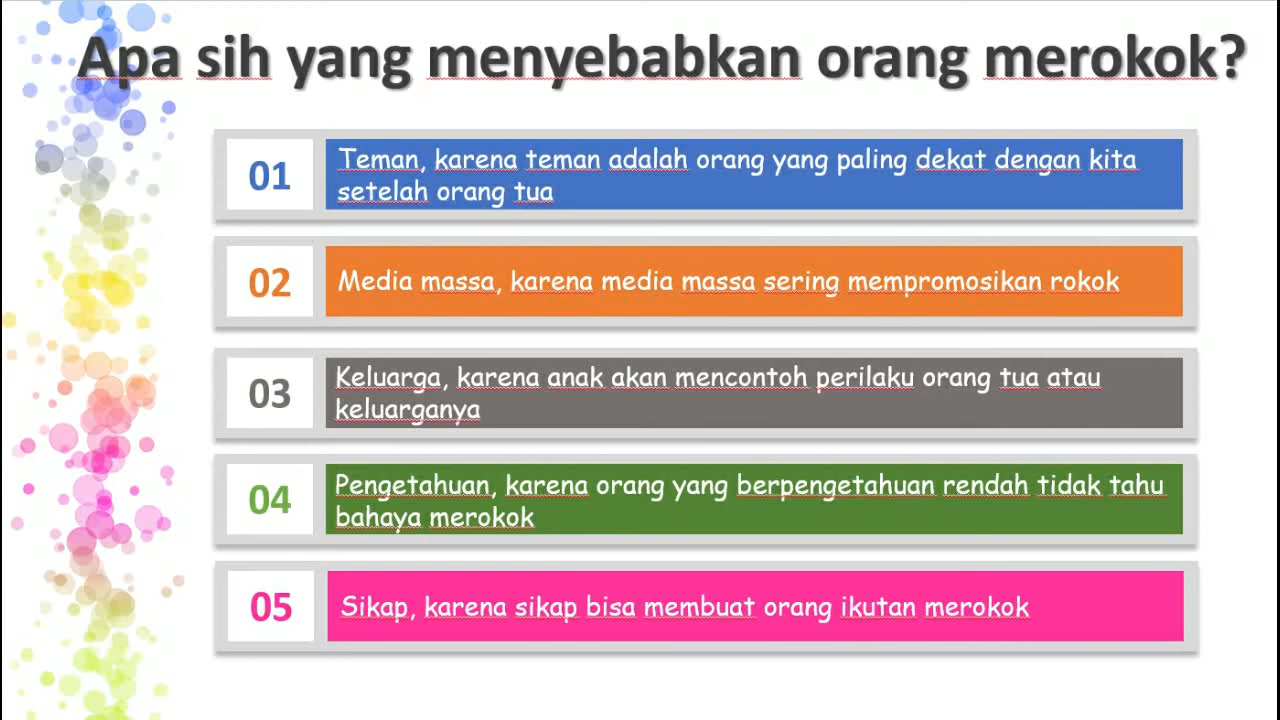 Apa sih yang menyebabkan orang merokok?
01
Teman, karena teman adalah orang yang paling dekat dengan kita
setelah orang tua
02
Media massa, karena media massa sering mempromosikan rokok
03
Keluarga, karena anak akan mencontoh perilaku orang tua atau
keluarganya
04
Pengetahuan, karena orang yang berpengetahuan rendah tidak tahu
bahaya merokok
05
Sikap, karena sikap bisa membuat orang ikutan merokok